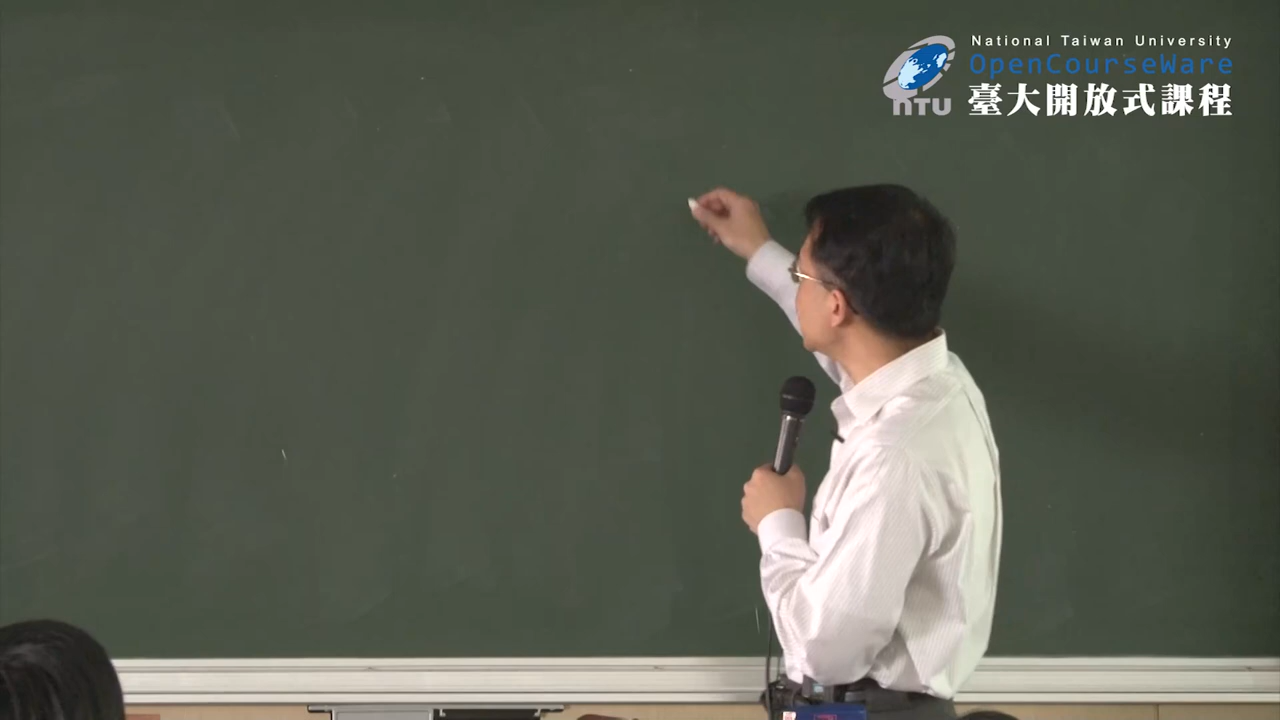 National Taiwan University
OpenCourseWare
臺大開放式課程
NTU